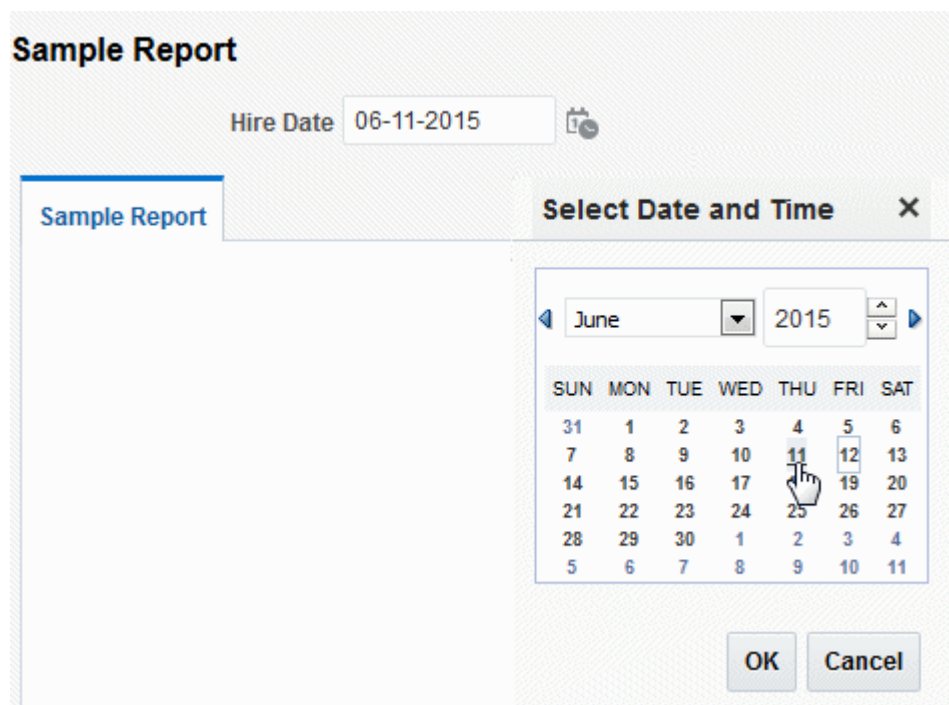 Sample Report
Hire Date 06-11-2015
Sample Report
Select Date and Time
June 2015
SUN MON TUE WED THU FRI SAT
31 1 2 3 4 5 6
7 8 9 10 11 12 13
14 15 16 17 19 20
21 22 23 24 25 26 27
28 29 30 1 2 3 4
5 6 7 8 9 10 11
OK Cancel